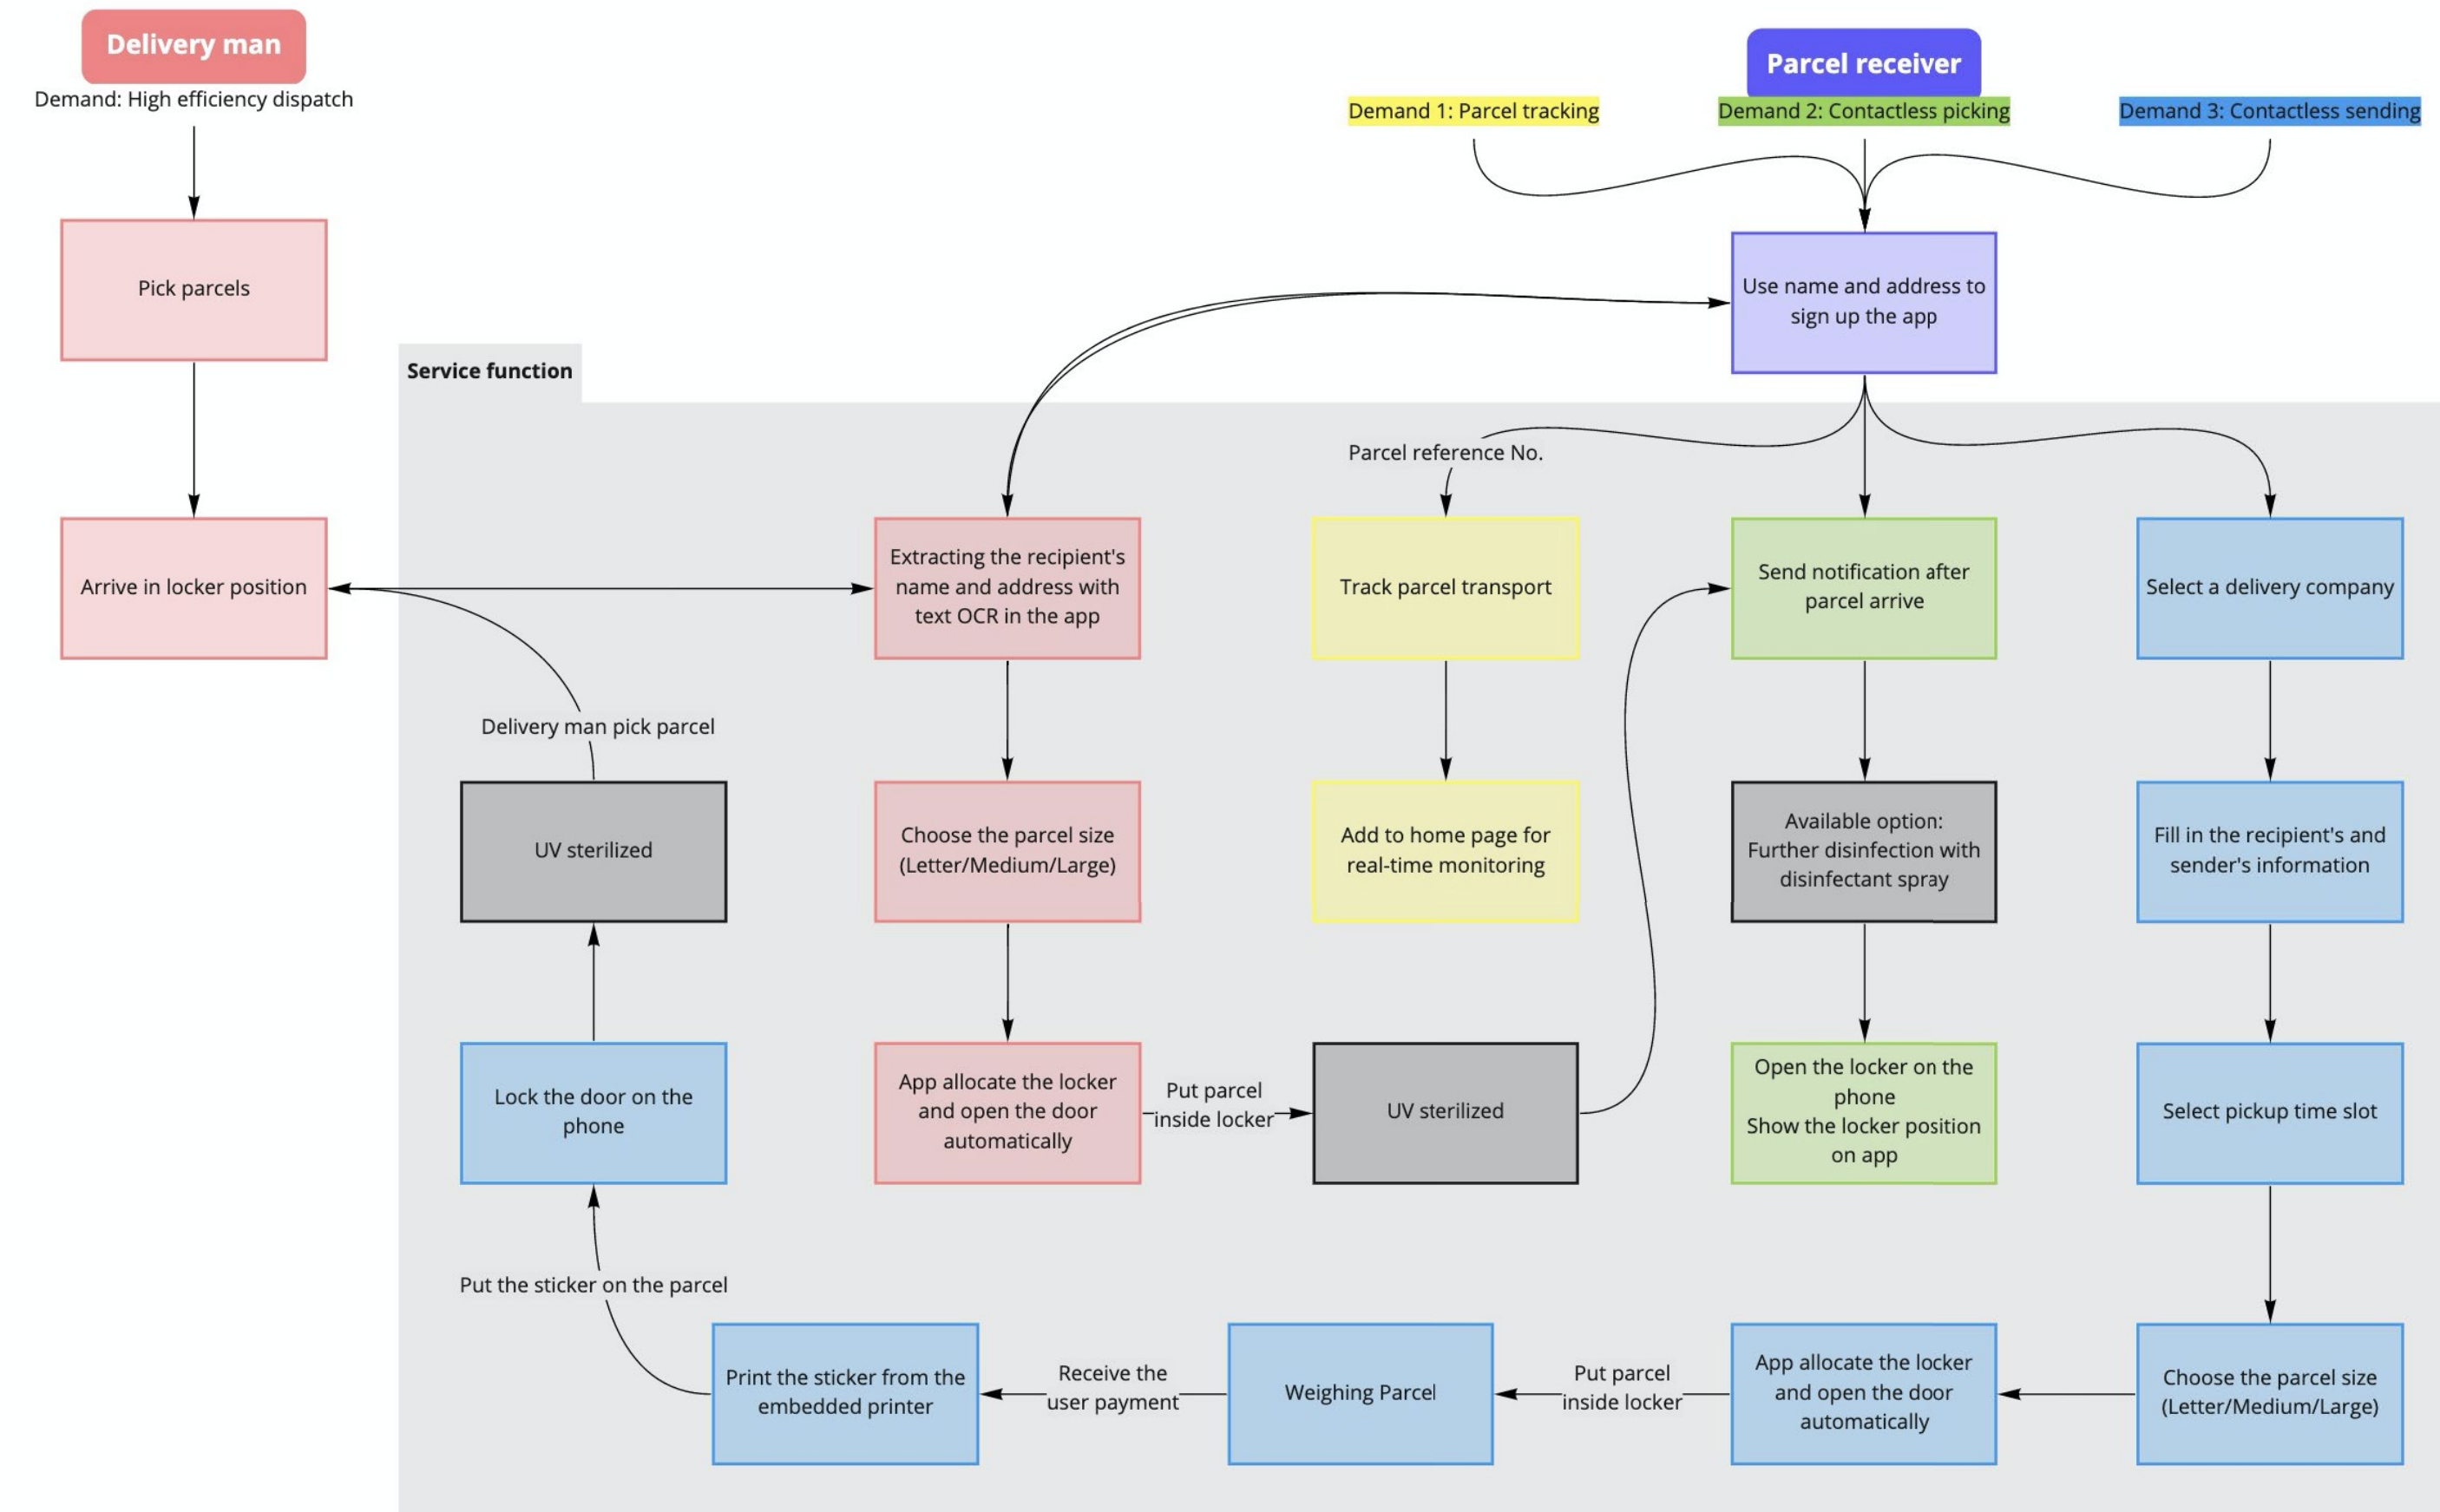 Delivery man
Demand: High efficiency dispatch
Parcel receiver
Demand 1: Parcel tracking
Demand 2: Contactless picking
Demand 3: Contactless sending
Pick parcels
Use name and address to
sign up the app
Service function
Parcel reference No.
Arrive in locker position
Extracting the recipient's
name and address with
text OCR in the app
Track parcel transport
Send notification after
parcel arrive
Select a delivery company
Delivery man pick parcel
UV sterilized
Choose the parcel size
(Letter/Medium/Large)
Add to home page for
real-time monitoring
Available option:
Further disinfection with
disinfectant spray
Fill in the recipient's and
sender's information
Lock the door on the
phone
App allocate the locker
and open the door
automatically
Put parcel
inside locker
UV sterilized
Open the locker on the
phone
Show the locker position
on app
Select pickup time slot
Put the sticker on the parcel
Print the sticker from the
embedded printer
Receive the
user payment
Weighing Parcel
Put parcel
inside locker
App allocate the locker
and open the door
automatically
Choose the parcel size
(Letter/Medium/Large)